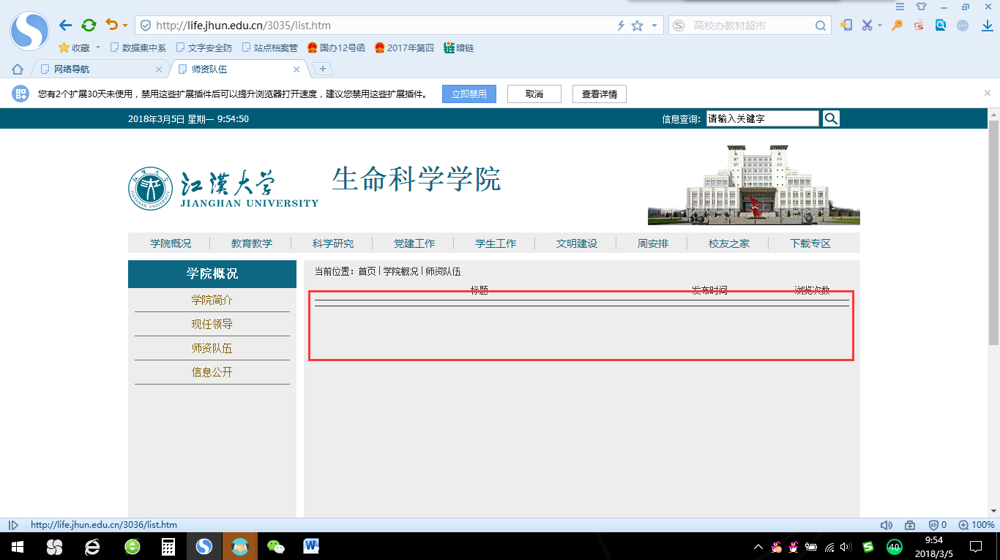 http://life.jhun.edu.cn/3035/list.htm
高校办教材超市
收藏 数据集中系 文字安全防 站点档案管 国办12号函 2017年第四 暗链
网络导航 师资队伍
您有2个扩展30天未使用，禁用这些扩展插件后可以提升浏览器打开速度，建议您禁用这些扩展插件。 立即禁用 取消 查看详情
2018年3月5日 星期一 9:54:50 信息查询: 请输入关键字
江漢大学 生命科学学院
JIANGHAN UNIVERSITY
学院概况 教育教学 科学研究 党建工作 学生工作 文明建设 周安排 校友之家 下载专区
学院概况
学院简介
现任领导
师资队伍
信息公开
当前位置: 首页 | 学院概况 | 师资队伍
标题 发布时间 浏览次数
http://life.jhun.edu.cn/3036/list.htm 0 100%
40 9:54
2018/3/5